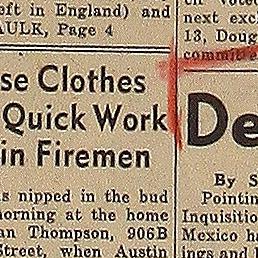 eft in England) and
AULK, Page 4
se Clothes
Quick Work
in Firemen
s nipped in the bud
morning at the home
an Thompson, 906B
Street, when Austin
next exc
13, Doug
committe
De
By S
Pointin
Inquisitio
Mexico ha
ings and